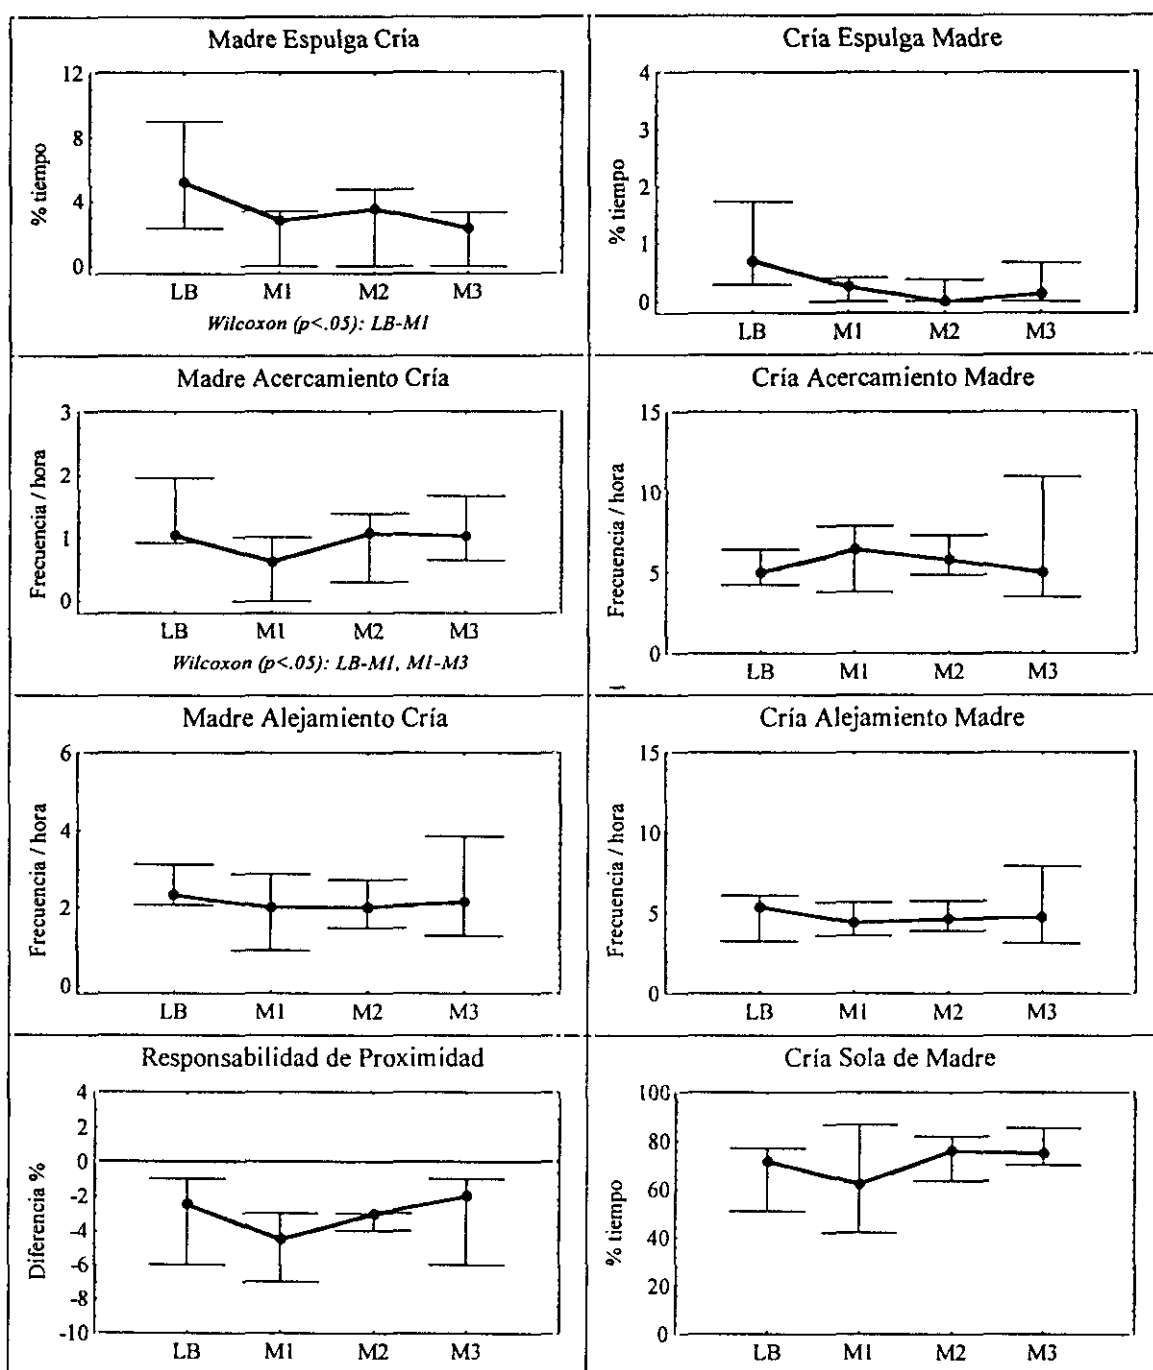 Madre Espulga Cría
12
8
4
0
% tiempo
LB M1 M2 M3
Wilcoxon (p<.05): LB-M1
Cría Espulga Madre
4
3
2
1
0
% tiempo
LB M1 M2 M3
Madre Acercamiento Cría
3
2
1
0
Frecuencia / hora
LB M1 M2 M3
Wilcoxon (p<.05): LB-M1, M1-M3
Cría Acercamiento Madre
15
10
5
0
Frecuencia / hora
LB M1 M2 M3
Madre Alejamiento Cría
6
4
2
0
Frecuencia / hora
LB M1 M2 M3
Cría Alejamiento Madre
15
10
5
0
Frecuencia / hora
LB M1 M2 M3
Responsabilidad de Proximidad
4
2
0
-2
-4
-6
-8
-10
Diferencia %
LB M1 M2 M3
Cría Sola de Madre
100
80
60
40
20
0
% tiempo
LB M1 M2 M3